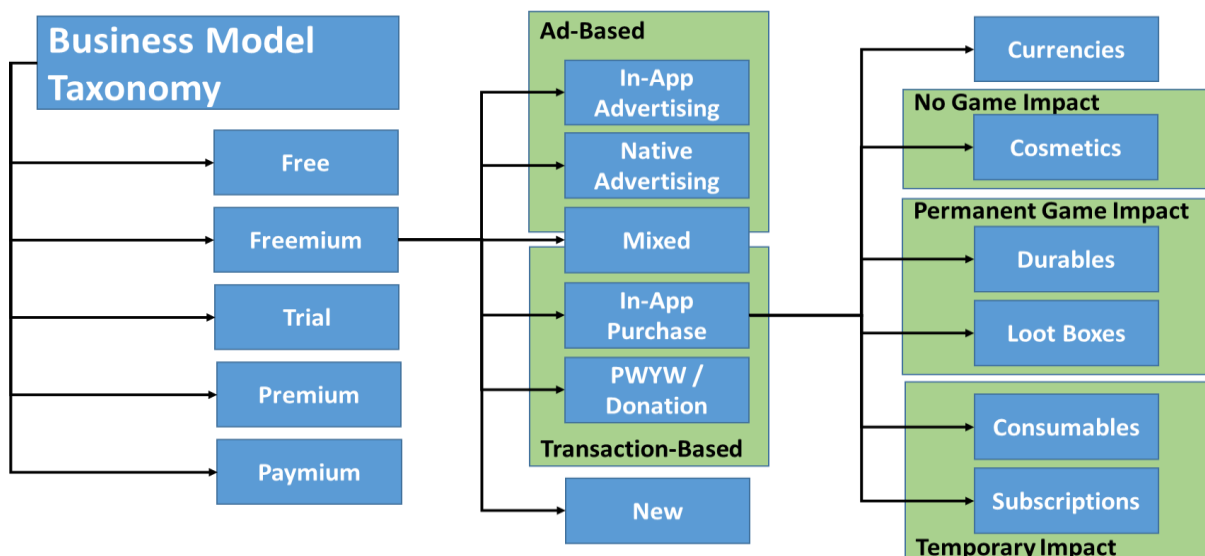 Business Model
Taxonomy
Free
Freemium
Trial
Premium
Paymium
Ad-Based
In-App
Advertising
Native
Advertising
Mixed
In-App
Purchase
PWYW /
Donation
Transaction-Based
New
Currencies
No Game Impact
Cosmetics
Permanent Game Impact
Durables
Loot Boxes
Consumables
Subscriptions
Temporary Impact